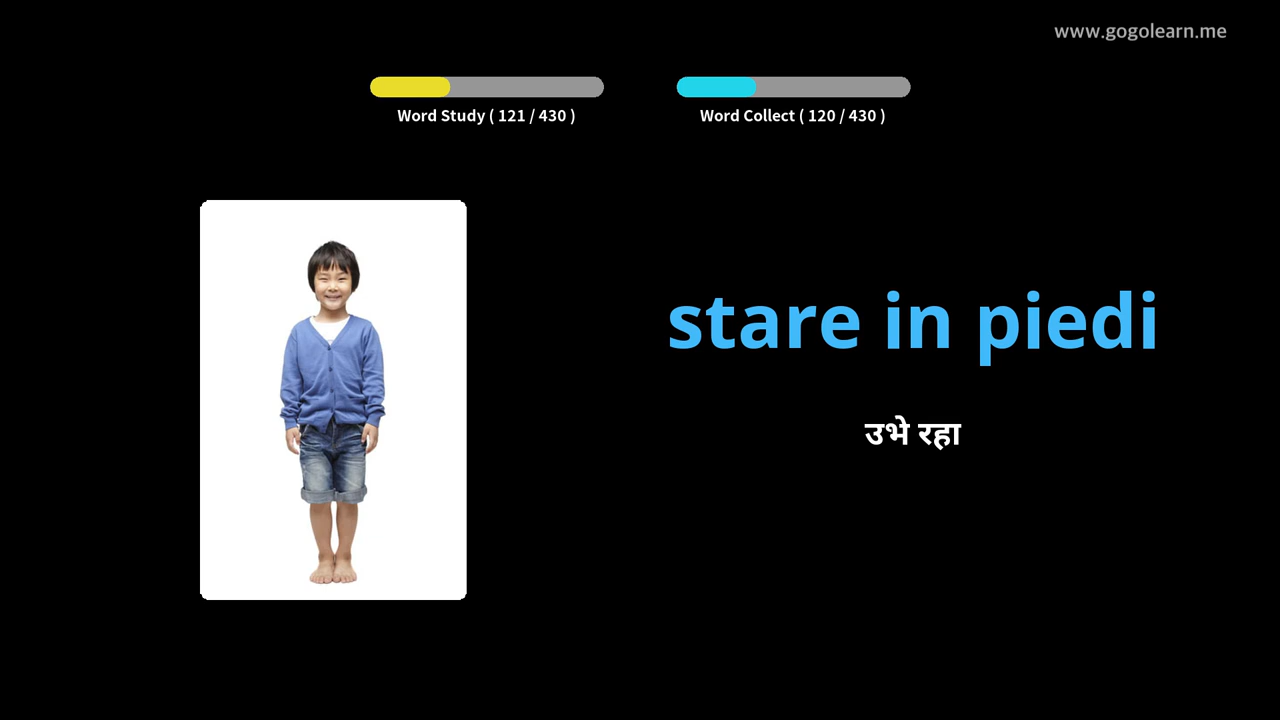 www.gogolearn.me
Word Study ( 121 / 430 )
Word Collect ( 120 / 430 )
stare in piedi
उभे रहा